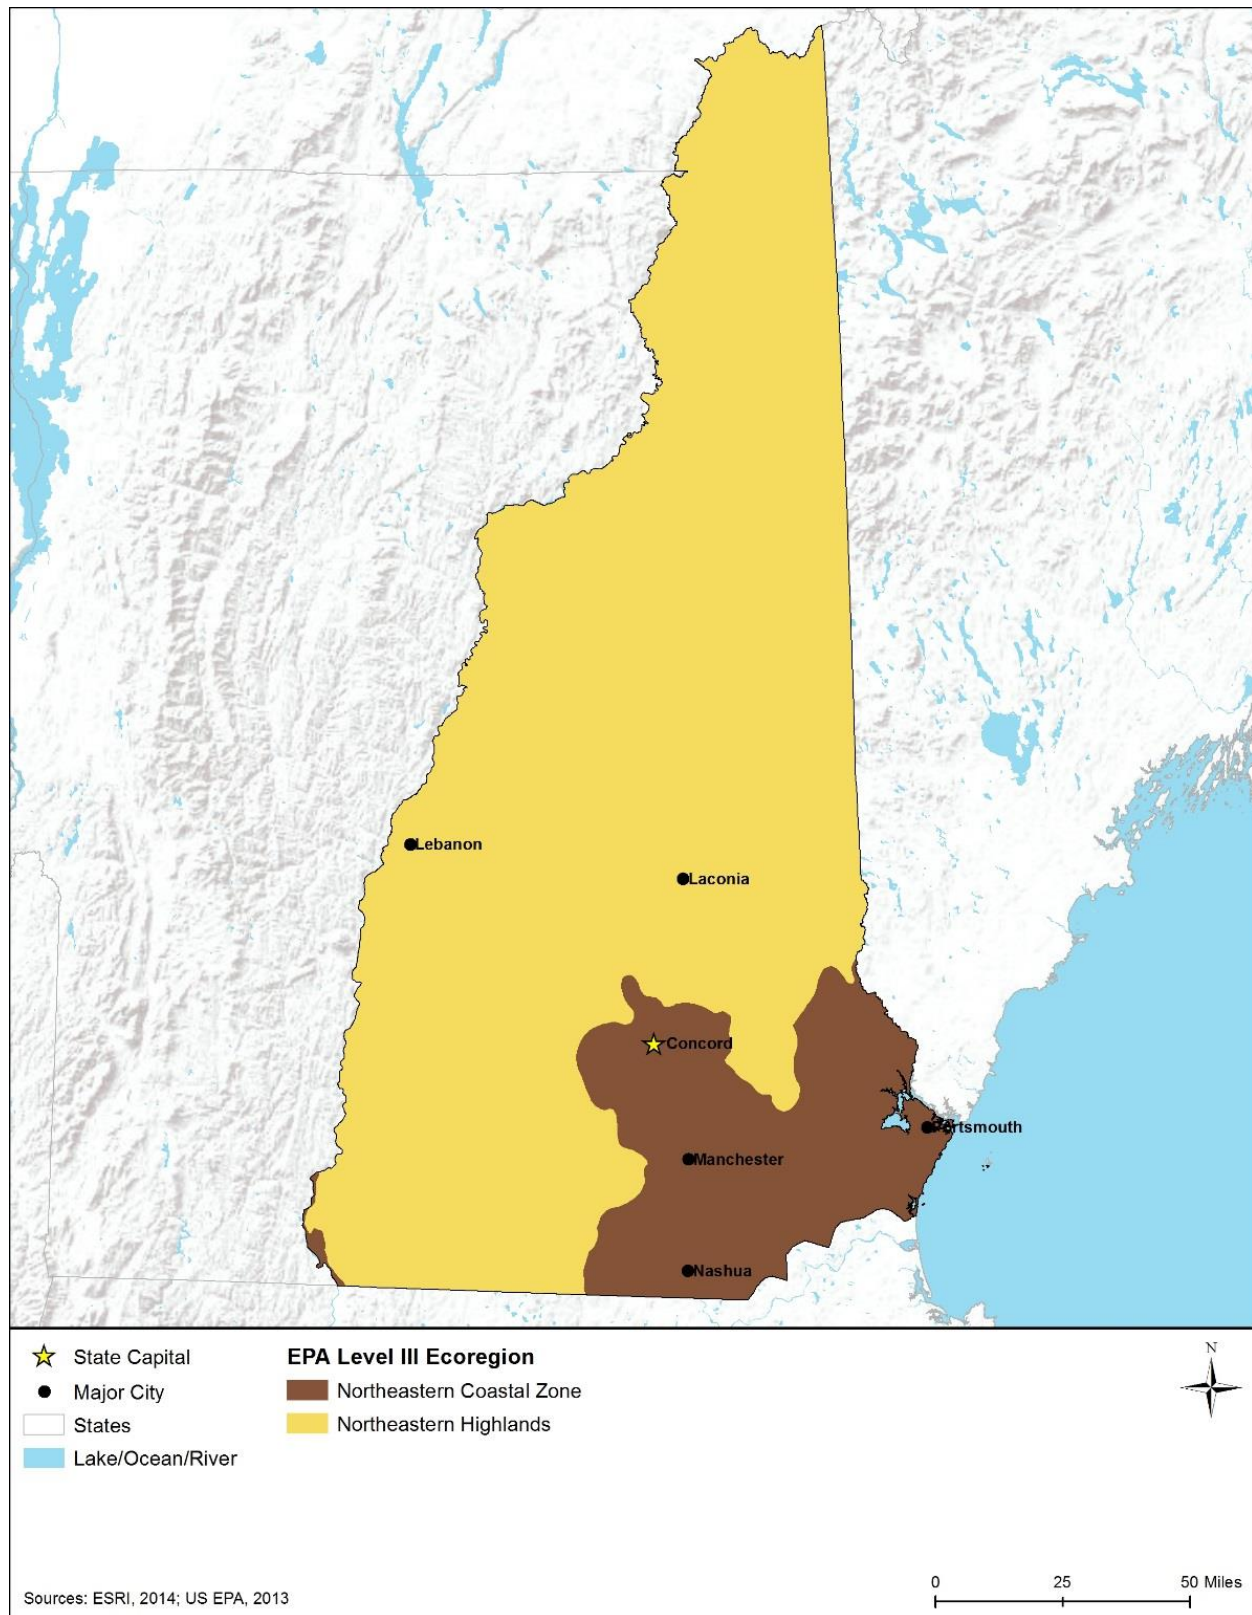 Lebanon
Laconia
Concord
Portsmouth
Manchester
Nashua
State Capital
Major City
States
Lake/Ocean/River
EPA Level III Ecoregion
Northeastern Coastal Zone
Northeastern Highlands
N
Sources: ESRI, 2014; US EPA, 2013
0 25 50 Miles